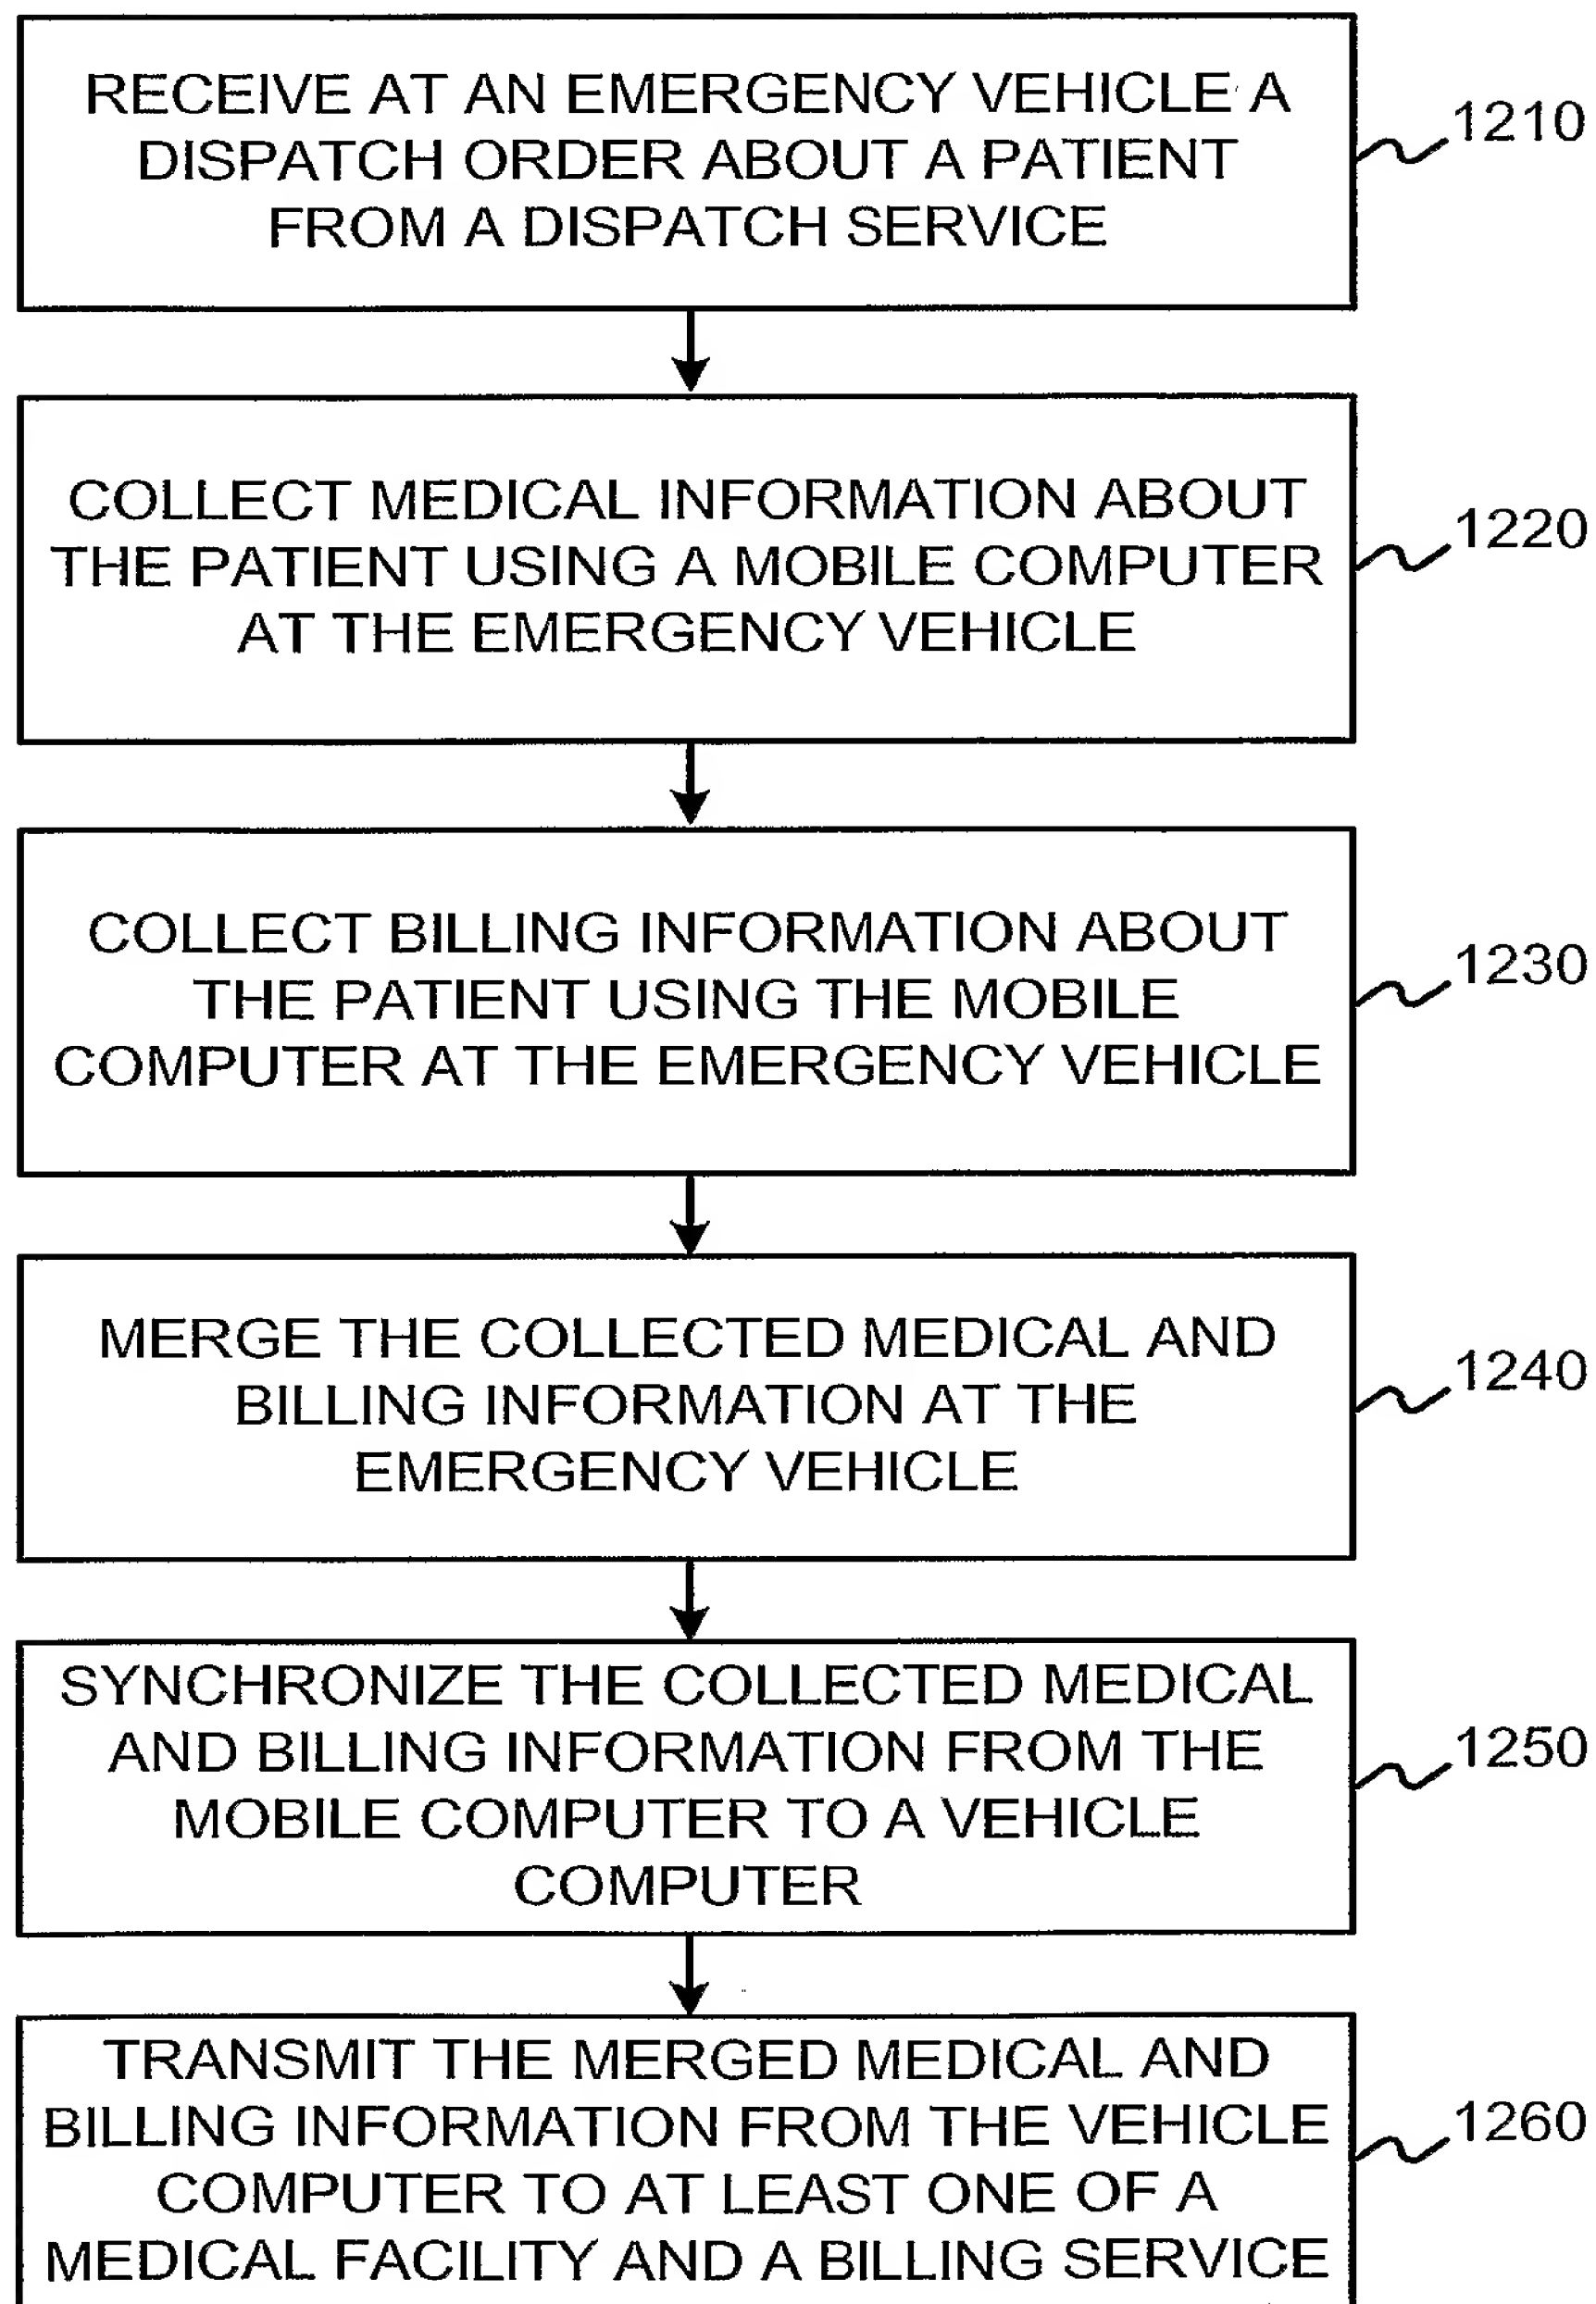 RECEIVE AT AN EMERGENCY VEHICLE A
DISPATCH ORDER ABOUT A PATIENT
FROM A DISPATCH SERVICE
1210
COLLECT MEDICAL INFORMATION ABOUT
THE PATIENT USING A MOBILE COMPUTER
AT THE EMERGENCY VEHICLE
1220
COLLECT BILLING INFORMATION ABOUT
THE PATIENT USING THE MOBILE
COMPUTER AT THE EMERGENCY VEHICLE
1230
MERGE THE COLLECTED MEDICAL AND
BILLING INFORMATION AT THE
EMERGENCY VEHICLE
1240
SYNCHRONIZE THE COLLECTED MEDICAL
AND BILLING INFORMATION FROM THE
MOBILE COMPUTER TO A VEHICLE
COMPUTER
1250
TRANSMIT THE MERGED MEDICAL AND
BILLING INFORMATION FROM THE VEHICLE
COMPUTER TO AT LEAST ONE OF A
MEDICAL FACILITY AND A BILLING SERVICE
1260